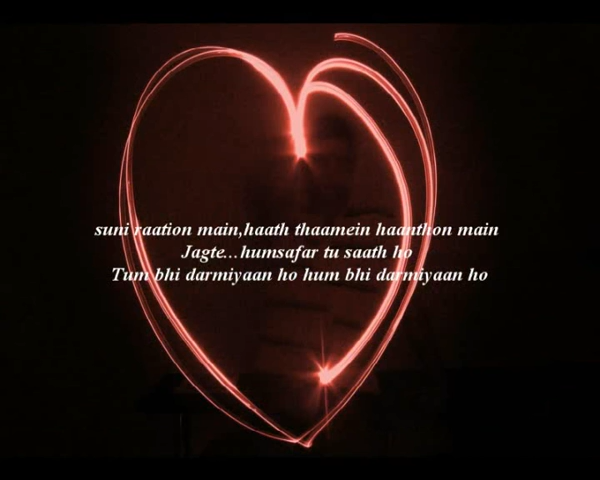 suni raation main,haath thaamein haanthon main
Jagte...humsafar tu saath ho
Tum bhi darmiyaan ho hum bhi darmiyaan ho